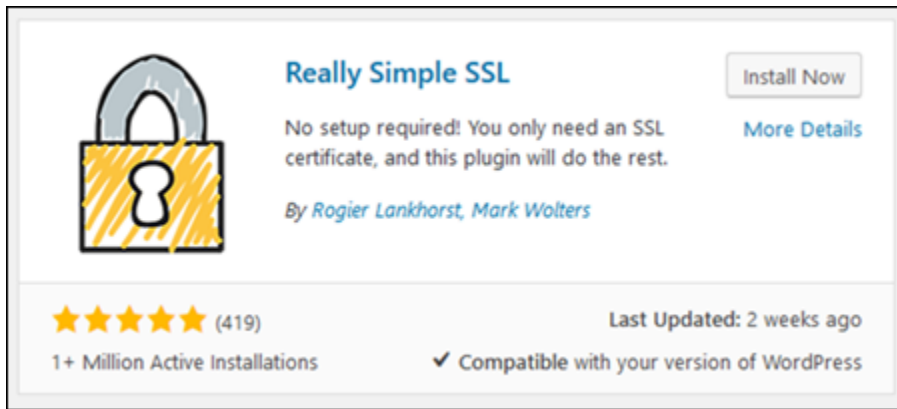 Really Simple SSL
Install Now
No setup required! You only need an SSL
certificate, and this plugin will do the rest.
More Details
By Rogier Lankhorst, Mark Wolters
(419)
Last Updated: 2 weeks ago
1+ Million Active Installations
Compatible with your version of WordPress